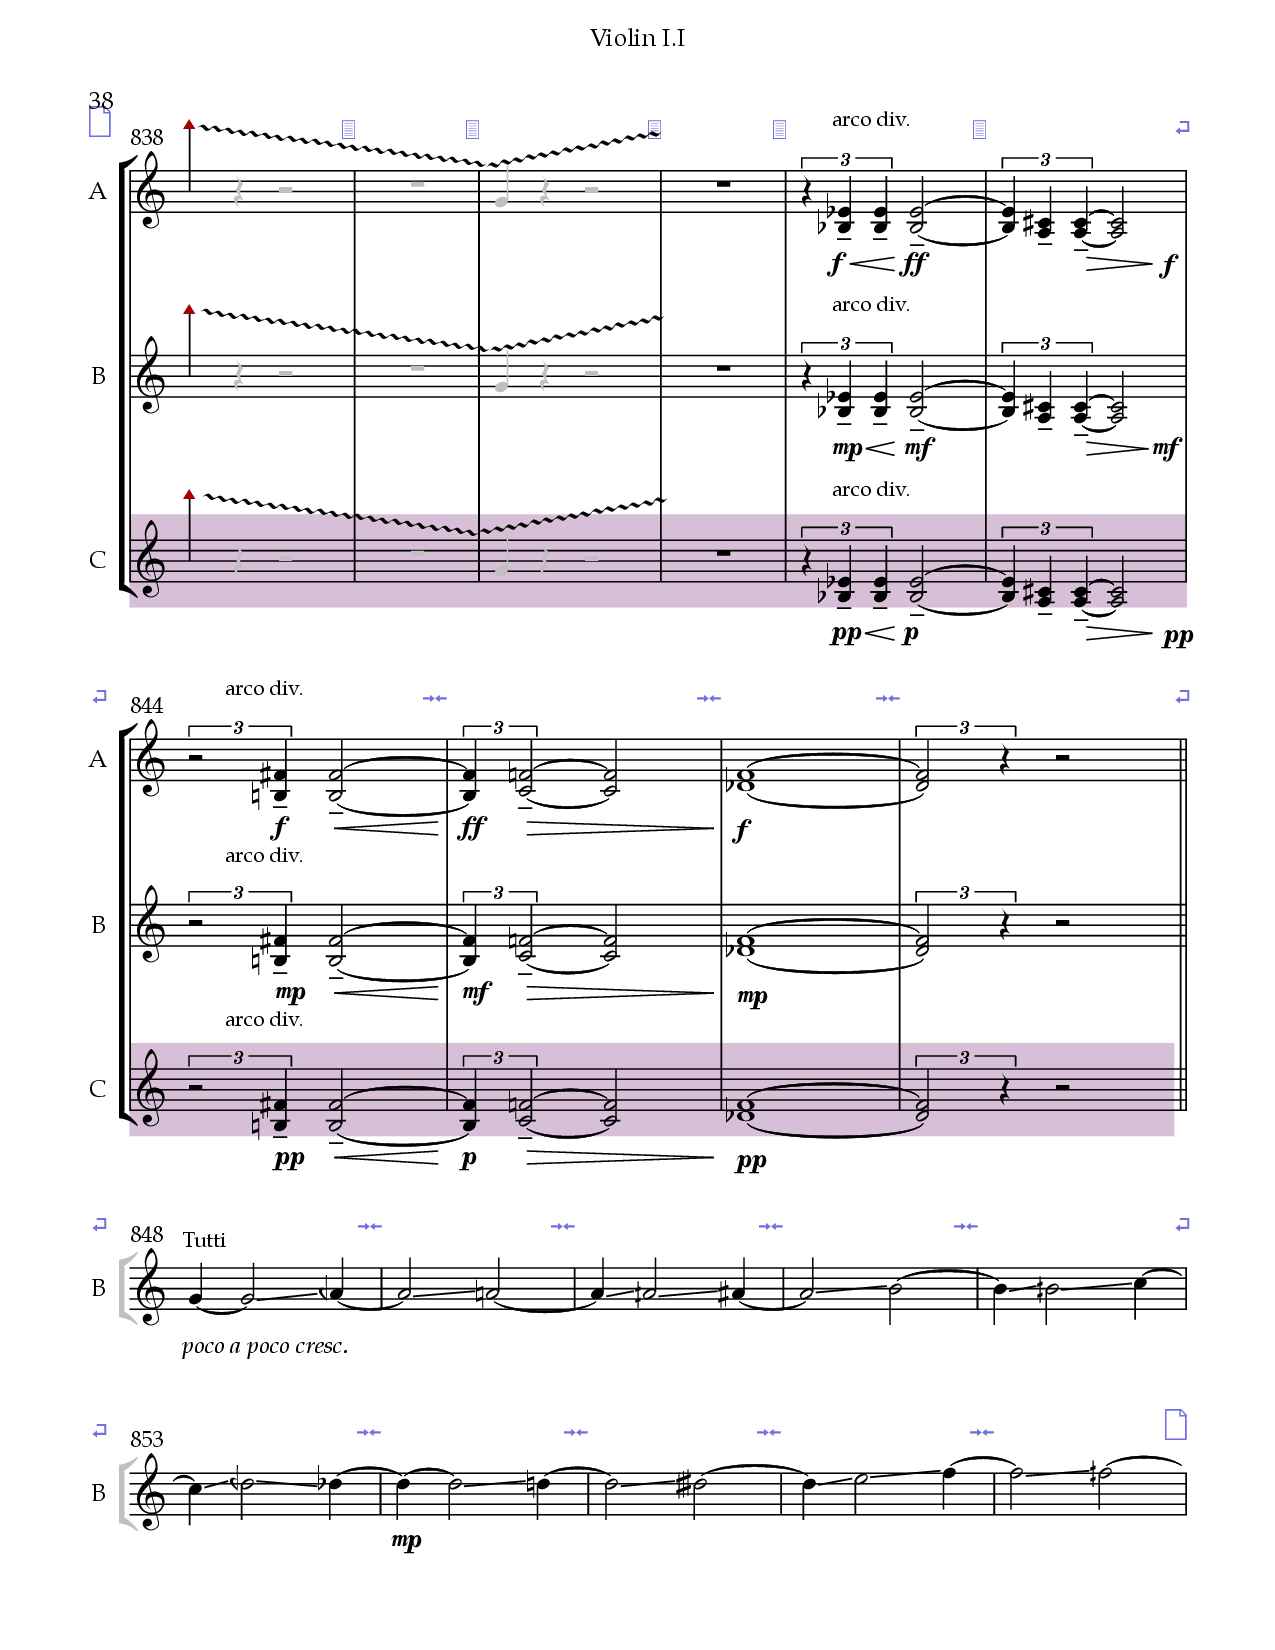 Violin I.I
38
838
arco div.
A
3 3
f ff f
arco div.
B
3 3
mp mf mf
arco div.
C
3 3
pp p pp
844
arco div.
A
3 3 3
f ff f
arco div.
B
3 3 3
mp mf mp
arco div.
C
3 3 3
pp p pp
848
Tutti
B
poco a poco cresc.
853
B
mp